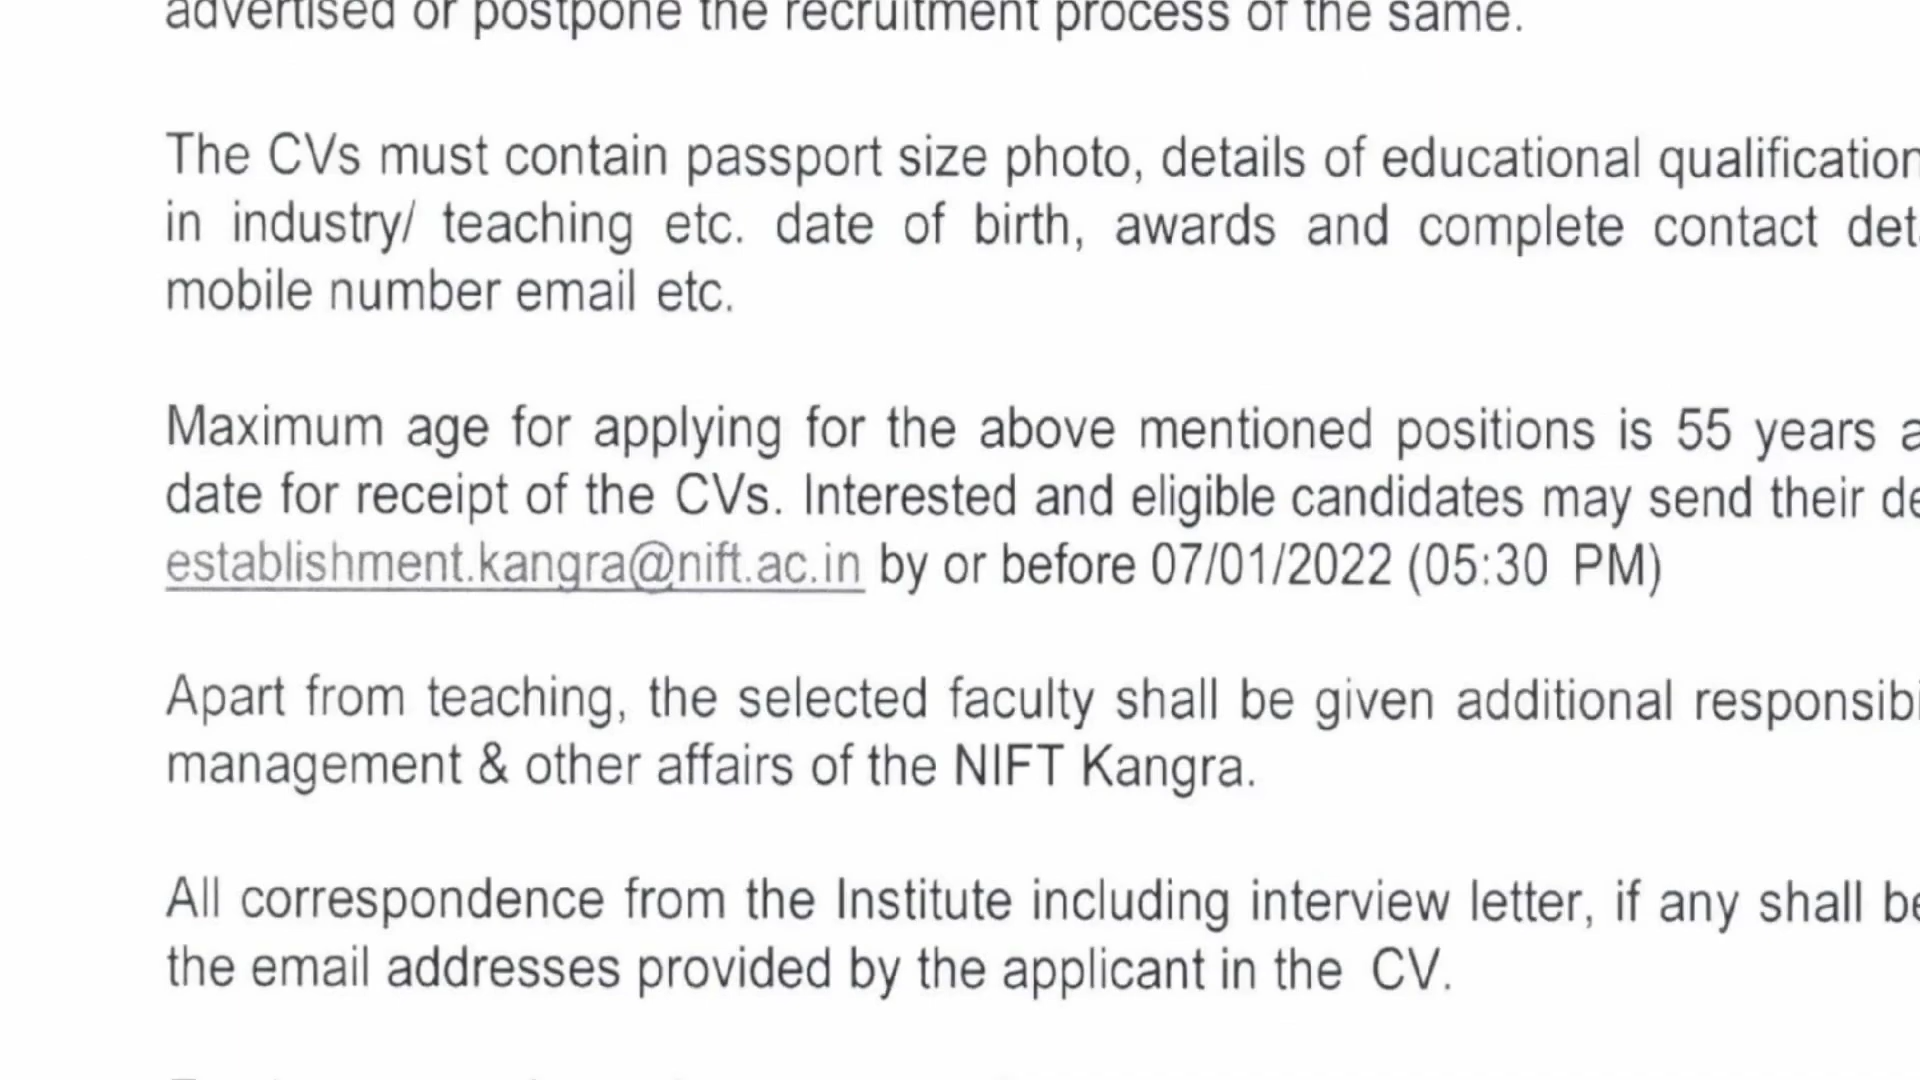 advertised or postpone the recruitment process of the same.
The CVs must contain passport size photo, details of educational qualification
in industry/ teaching etc. date of birth, awards and complete contact
mobile number email etc.
Maximum age for applying for the above mentioned positions is 55 years
date for receipt of the CVs. Interested and eligible candidates may send their
establishment.kangra@nift.ac.in by or before 07/01/2022 (05:30 PM)
Apart from teaching, the selected faculty shall be given additional
management & other affairs of the NIFT Kangra.
All correspondence from the Institute including interview letter, if any shall be
the email addresses provided by the applicant in the CV.